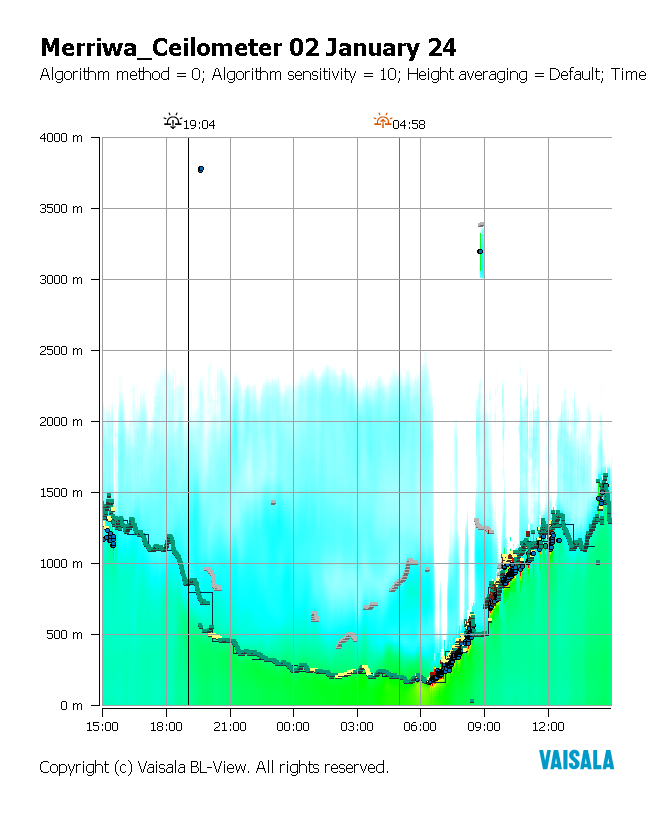 Merriwa_Ceilometer 02 January 24
Algorithm method = 0; Algorithm sensitivity = 10; Height averaging = Default; Time
19:04 04:58
4000 m
3500 m
3000 m
2500 m
2000 m
1500 m
1000 m
500 m
0 m
15:00 18:00 21:00 00:00 03:00 06:00 09:00 12:00
VAISALA
Copyright (c) Vaisala BL-View. All rights reserved.